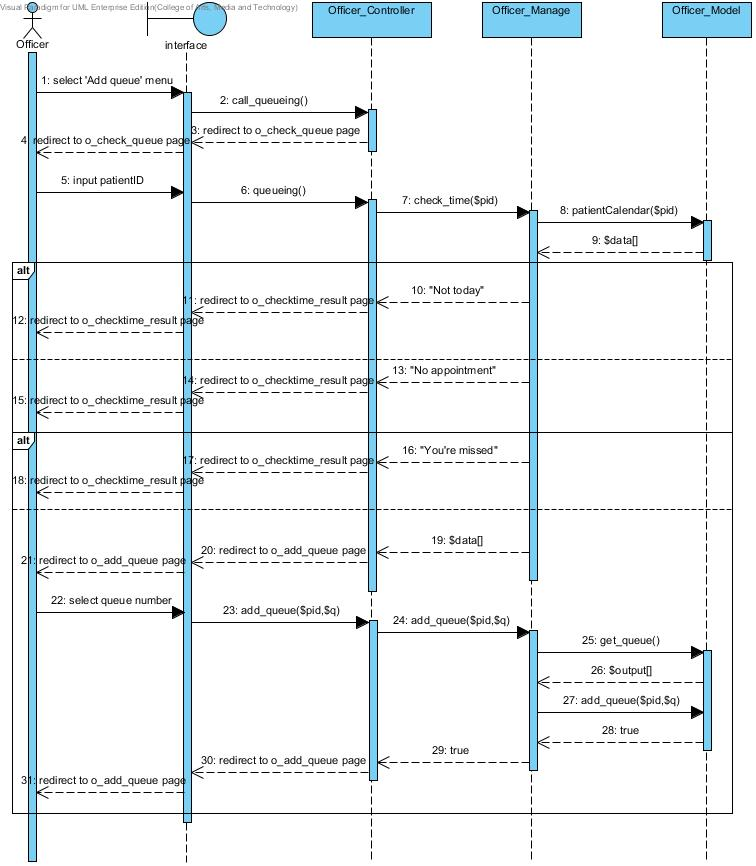 Visual Paradigm for UML Enterprise Edition(College of Arts, Media and Technology)
Officer
interface
Officer_Controller
Officer_Manage
Officer_Model
1: select 'Add queue' menu
2: call_queueing()
3: redirect to o_check_queue page
4: redirect to o_check_queue page
5: input patientID
6: queueing()
7: check_time($pid)
8: patientCalendar($pid)
9: $data[]
alt
10: "Not today"
11: redirect to o_checktime_result page
12: redirect to o_checktime_result page
13: "No appointment"
14: redirect to o_checktime_result page
15: redirect to o_checktime_result page
alt
16: "You're missed"
17: redirect to o_checktime_result page
18: redirect to o_checktime_result page
19: $data[]
20: redirect to o_add_queue page
21: redirect to o_add_queue page
22: select queue number
23: add_queue($pid,$q)
24: add_queue($pid,$q)
25: get_queue()
26: $output[]
27: add_queue($pid,$q)
28: true
29: true
30: redirect to o_add_queue page
31: redirect to o_add_queue page